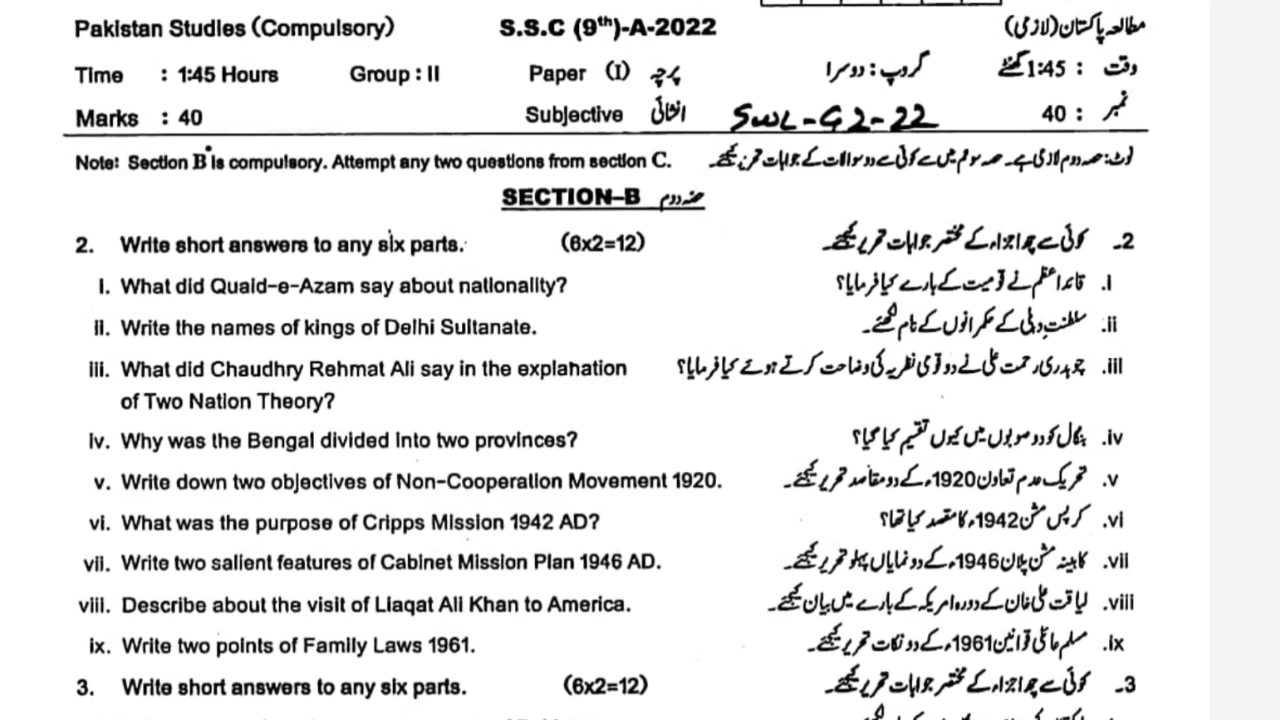 Pakistan Studies (Compulsory) S.S.C (9th)-A-2022 مطالعہ پاکستان (لازمی)
Time : 1:45 Hours Group : II Paper (I) پرچہ گروپ : دوسرا وقت : 1:45 گھنٹے
Marks : 40 Subjective انشائی SWL-G2-22 نمبر : 40
Note: Section B is compulsory. Attempt any two questions from section C. نوٹ: حصہ دوم لازمی ہے۔ حصہ سوئم میں سے کوئی سے دو سوالات کے جوابات تحریر کیجئے۔
SECTION–B حصہ دوم
2. Write short answers to any six parts. (6x2=12) 2۔ کوئی سے چھ اجزاء کے مختصر جوابات تحریر کیجئے۔
i. What did Quaid-e-Azam say about nationality? i. قائداعظم نے قومیت کے بارے کیا فرمایا؟
ii. Write the names of kings of Delhi Sultanate. ii. سلطنت دہلی کے حکمرانوں کے نام لکھئے۔
iii. What did Chaudhry Rehmat Ali say in the explanation iii. چوہدری رحمت علی نے دو قومی نظریہ کی وضاحت کرتے ہوئے کیا فرمایا؟
of Two Nation Theory?
iv. Why was the Bengal divided into two provinces? iv. بنگال کو دو صوبوں میں کیوں تقسیم کیا گیا؟
v. Write down two objectives of Non-Cooperation Movement 1920. v. تحریک عدم تعاون 1920ء کے دو مقاصد تحریر کیجئے۔
vi. What was the purpose of Cripps Mission 1942 AD? vi. کرپس مشن 1942ء کا مقصد کیا تھا؟
vii. Write two salient features of Cabinet Mission Plan 1946 AD. vii. کابینہ مشن پلان 1946ء کے دو نمایاں پہلو تحریر کیجئے۔
viii. Describe about the visit of Liaqat Ali Khan to America. viii. لیاقت علی خان کے دورہ امریکہ کے بارے میں بیان کیجئے۔
ix. Write two points of Family Laws 1961. ix. مسلم عائلی قوانین 1961ء کے دو نکات تحریر کیجئے۔
3. Write short answers to any six parts. (6x2=12) 3۔ کوئی سے چھ اجزاء کے مختصر جوابات تحریر کیجئے۔